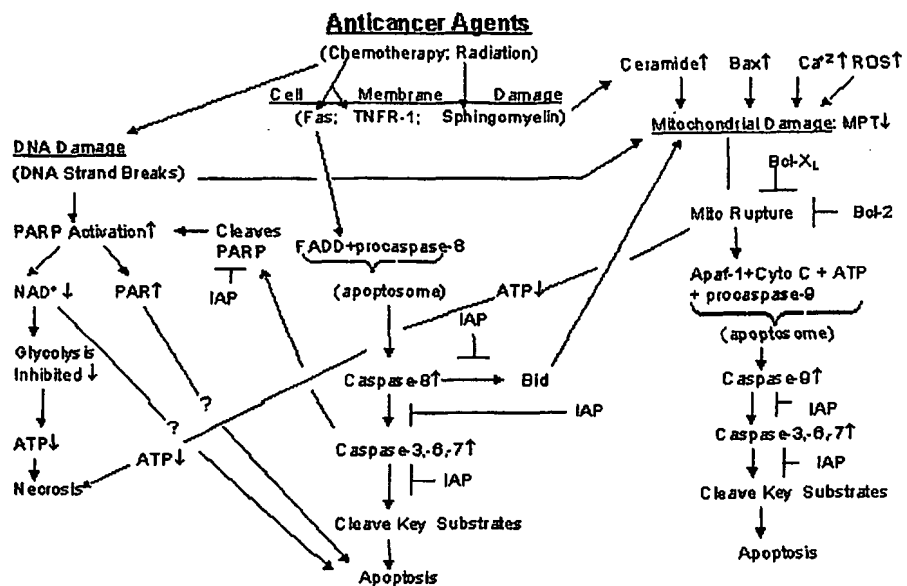 Anticancer Agents
(Chemotherapy; Radiation)
Cell Membrane Damage
(Fas; TNFR-1; Sphingomyelin)
Ceramide↑ Bax↑ Ca+2↑ ROS↑
Mitochondrial Damage: MPT↓
DNA Damage
(DNA Strand Breaks)
Bcl-XL
Mito Rupture
Bcl-2
PARP Activation↑
Cleaves
PARP
IAP
FADD+procaspase-8
(apoptosome)
NAD+↓
PAR↑
ATP↓
Apaf-1+Cyto C + ATP
+ procaspase-9
(apoptosome)
IAP
Glycolysis
Inhibited↓
Caspase-8↑
Bid
Caspase-9↑
IAP
IAP
?
?
ATP↓
ATP↓
Caspase-3,-6,-7↑
Caspase-3,-6,-7↑
IAP
IAP
Necrosis
Cleave Key Substrates
Cleave Key Substrates
Apoptosis
Apoptosis